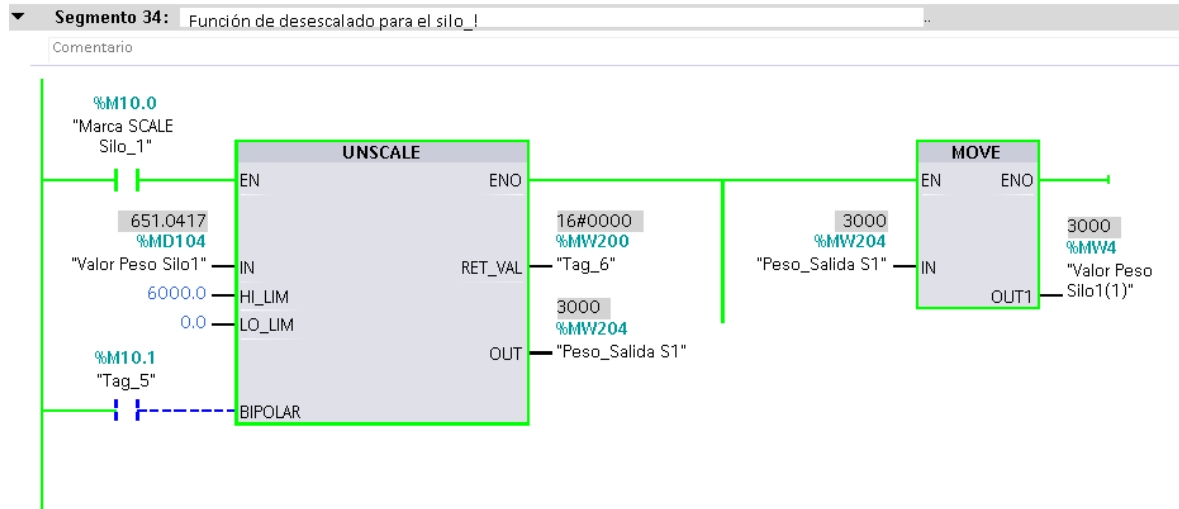 Segmento 34: Función de desescalado para el silo_! ..
Comentario
%M10.0
"Marca SCALE
Silo_1"
UNSCALE
MOVE
EN ENO
EN ENO
651.0417
%MD104
"Valor Peso Silo1" IN
16#0000
%MW200
RET_VAL "Tag_6"
3000
%MW204
"Peso_Salida S1" IN
3000
%MW4
OUT1 "Valor Peso
Silo1(1)"
6000.0 HI_LIM
0.0 LO_LIM
3000
%MW204
OUT "Peso_Salida S1"
%M10.1
"Tag_5"
BIPOLAR